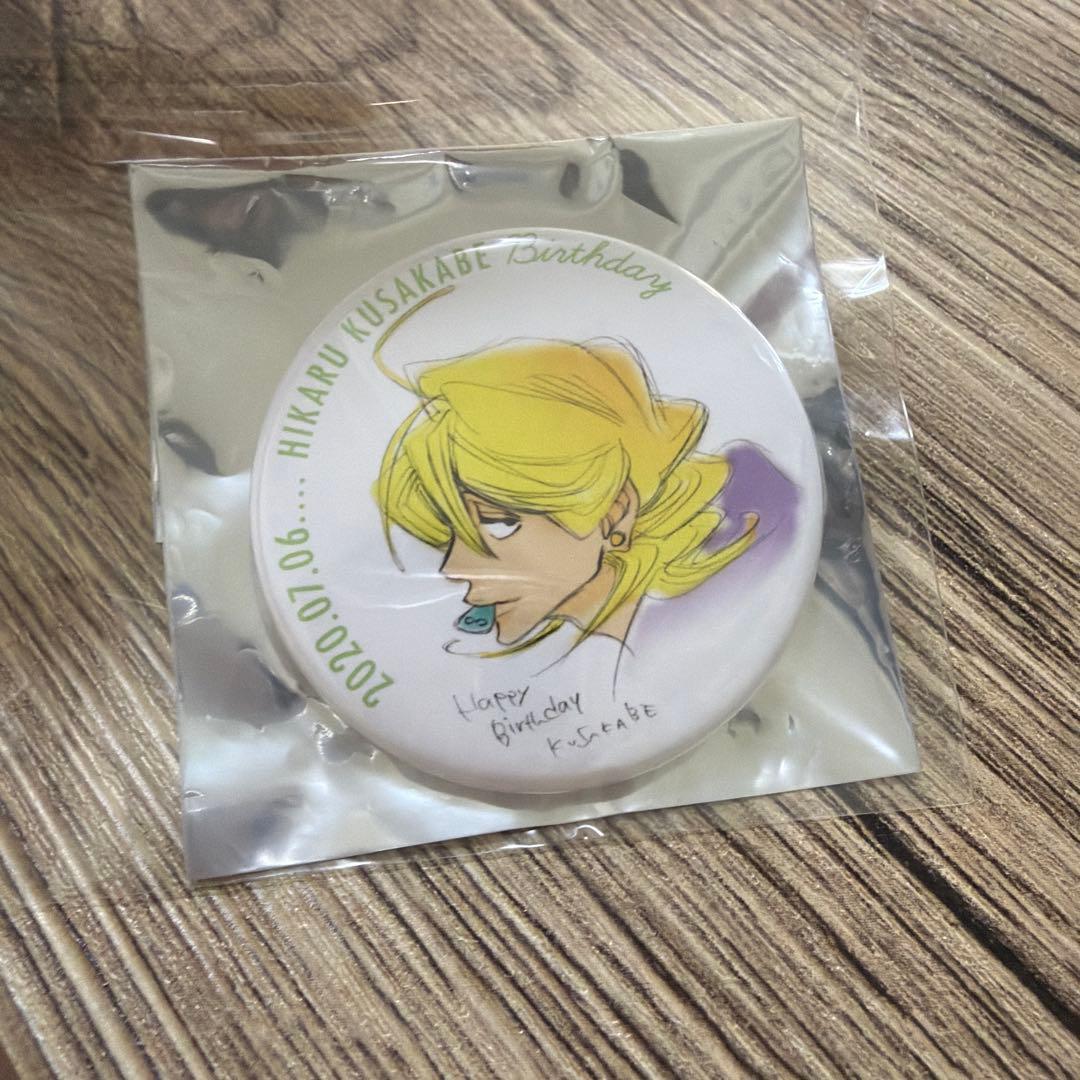 2020.07.06.... HIKARU KUSAKABE Birthday
S
Happy
Birthday
KUSAKABE